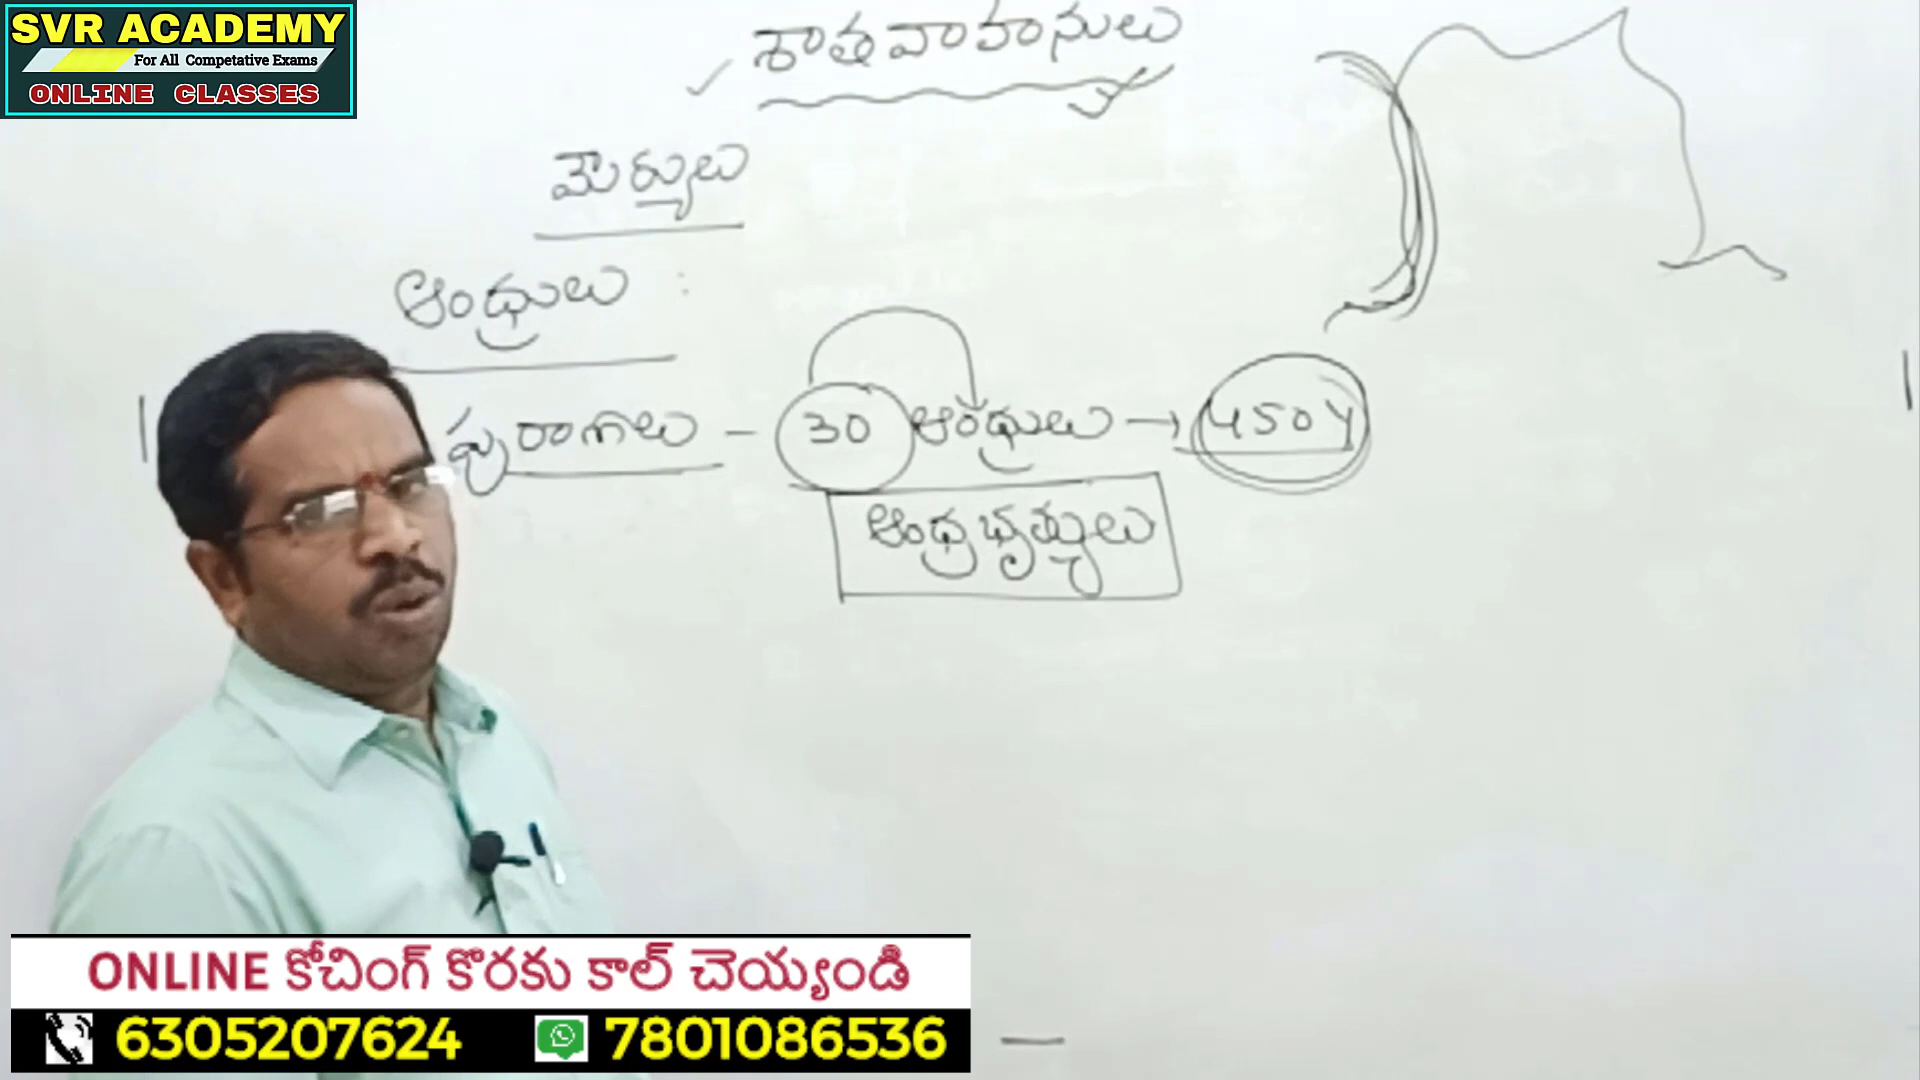 SVR ACADEMY
For All Competative Exams
ONLINE CLASSES
శాతవాహనులు
మౌర్యులు
ఆంధ్రులు :
పురాణాలు - 30 ఆంధ్రులు → 450Y
ఆంధ్రభృత్యులు
ONLINE కోచింగ్ కొరకు కాల్ చెయ్యండి
6305207624 7801086536